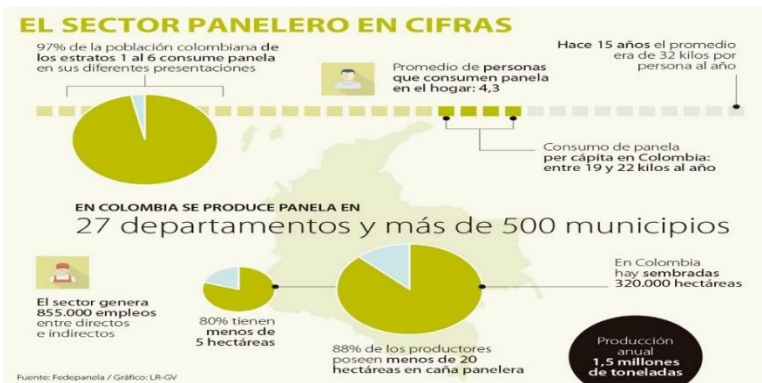 EL SECTOR PANELERO EN CIFRAS
97% de la población colombiana de
los estratos 1 al 6 consume panela
en sus diferentes presentaciones
Promedio de personas
que consumen panela
en el hogar: 4,3
Hace 15 años el promedio
era de 32 kilos por
persona al año
Consumo de panela
per cápita en Colombia:
entre 19 y 22 kilos al año
EN COLOMBIA SE PRODUCE PANELA EN
27 departamentos y más de 500 municipios
El sector genera
855.000 empleos
entre directos
e indirectos
80% tienen
menos de
5 hectáreas
88% de los productores
poseen menos de 20
hectáreas en caña panelera
En Colombia
hay sembradas
320.000 hectáreas
Producción
anual
1,5 millones
de toneladas
Fuente: Fedepanela / Gráfico: LR-GV